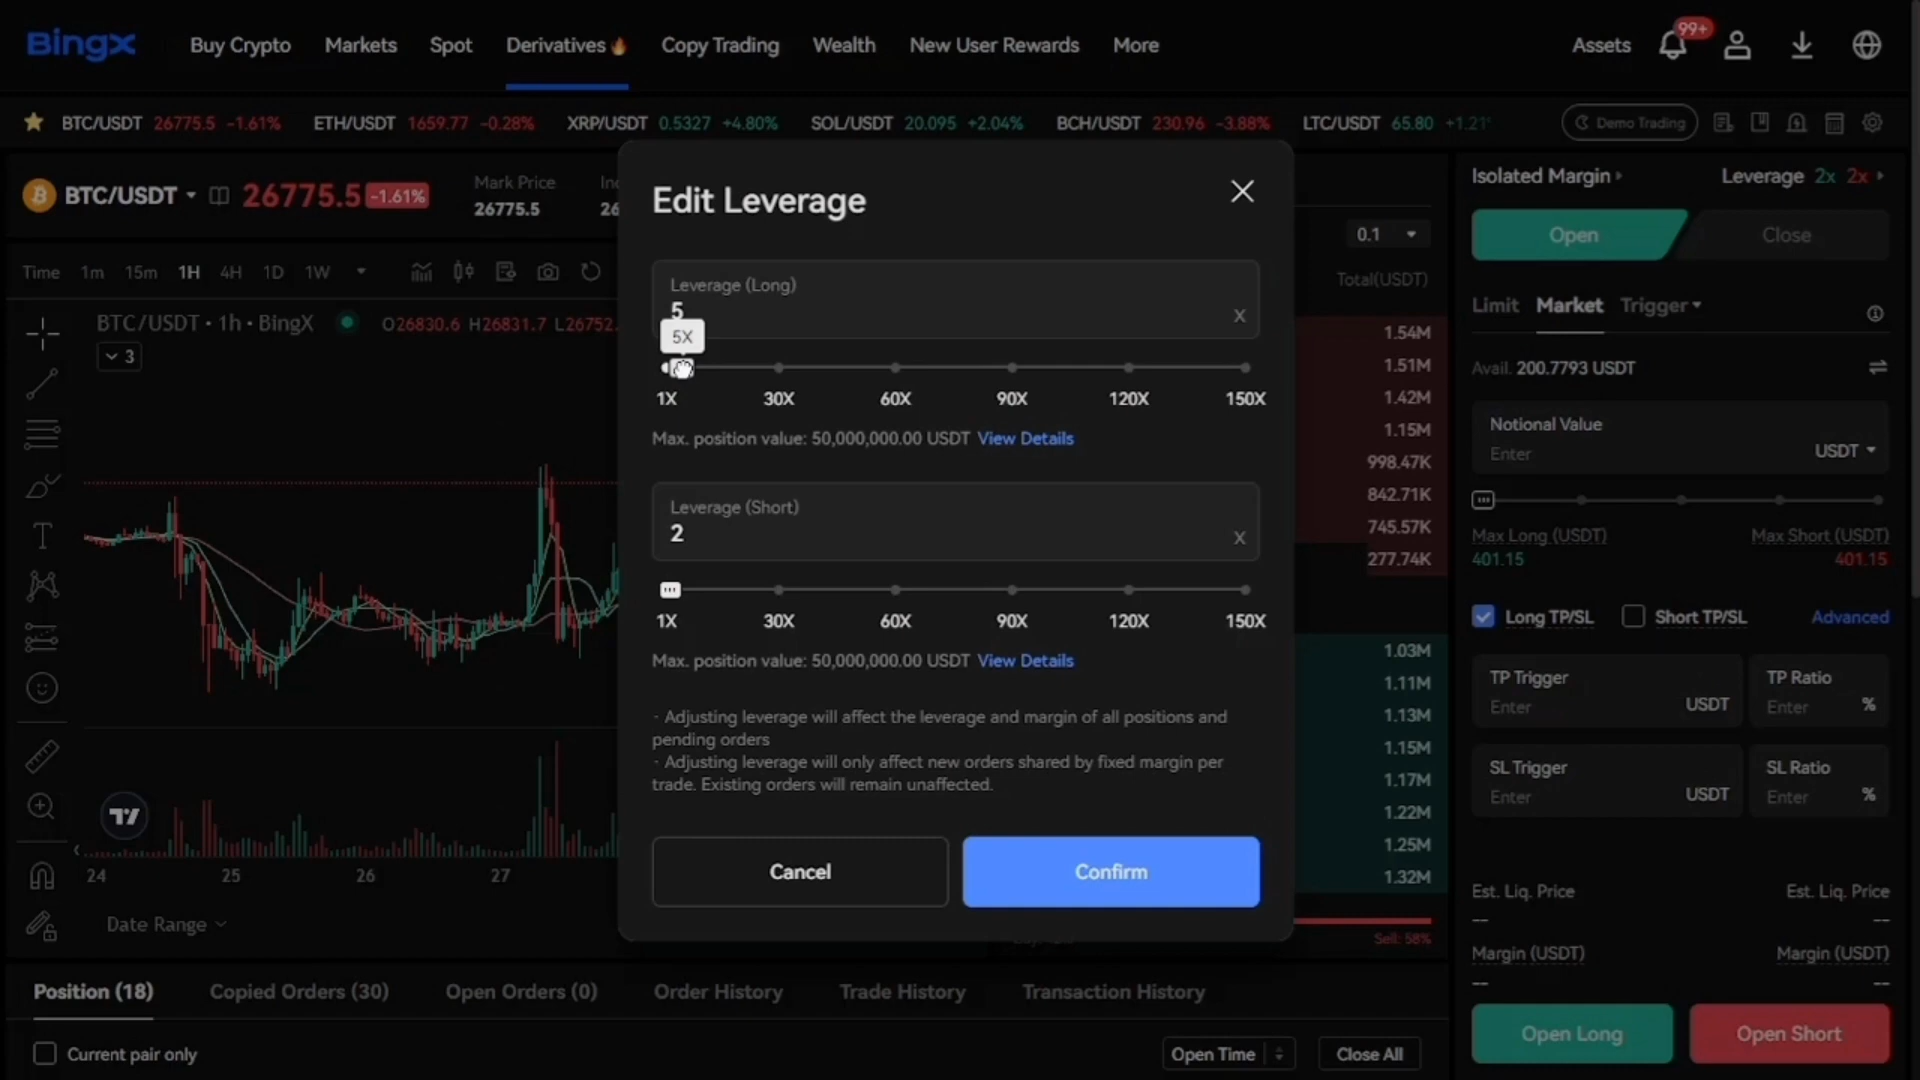 BingX Buy Crypto Markets Spot Derivatives Copy Trading Wealth New User Rewards More Assets 99+
BTC/USDT 26775.5 -1.61% ETH/USDT 1659.77 -0.28% XRP/USDT 0.5327 +4.80% SOL/USDT 20.095 +2.04% BCH/USDT 230.96 -3.88% LTC/USDT 65.80 Demo Trading
BTC/USDT 26775.5 -1.61%
Mark Price
26775.5
Time 1m 15m 1H 4H 1D 1W
BTC/USDT · 1h · BingX O26830.6 H26831.7 L26752.
3
24 25 26 27
Date Range
Edit Leverage
Leverage (Long)
5 X
5X
1X 30X 60X 90X 120X 150X
Max. position value: 50,000,000.00 USDT View Details
Leverage (Short)
2 X
1X 30X 60X 90X 120X 150X
Max. position value: 50,000,000.00 USDT View Details
· Adjusting leverage will affect the leverage and margin of all positions and
pending orders
· Adjusting leverage will only affect new orders shared by fixed margin per
trade. Existing orders will remain unaffected.
Cancel Confirm
0.1
Total(USDT)
1.54M
1.51M
1.42M
1.15M
998.47K
842.71K
745.57K
277.74K
1.03M
1.11M
1.13M
1.15M
1.17M
1.22M
1.25M
1.32M
Sell: 58%
Isolated Margin Leverage 2x 2x
Open Close
Limit Market Trigger
Avail. 200.7793 USDT
Notional Value
Enter USDT
Max Long (USDT) Max Short (USDT)
401.15 401.15
Long TP/SL Short TP/SL Advanced
TP Trigger TP Ratio
Enter USDT Enter %
SL Trigger SL Ratio
Enter USDT Enter %
Est. Liq. Price Est. Liq. Price
-- --
Margin (USDT) Margin (USDT)
-- --
Open Long Open Short
Position (18) Copied Orders (30) Open Orders (0) Order History Trade History Transaction History
Current pair only Open Time Close All